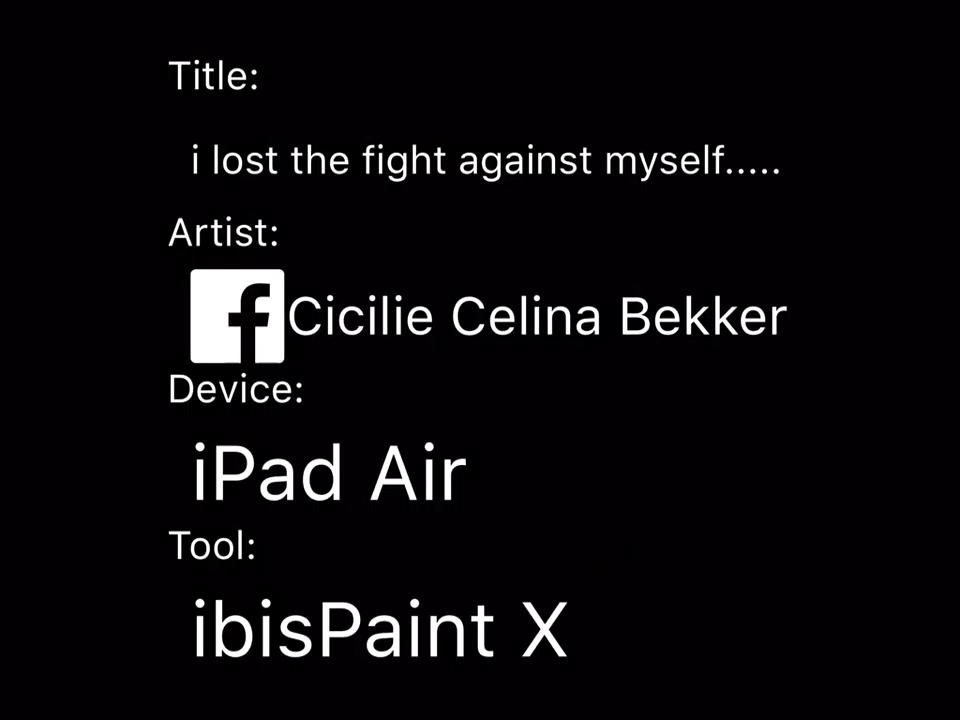 Title:
i lost the fight against myself.....
Artist:
Cicilie Celina Bekker
Device:
iPad Air
Tool:
ibisPaint X